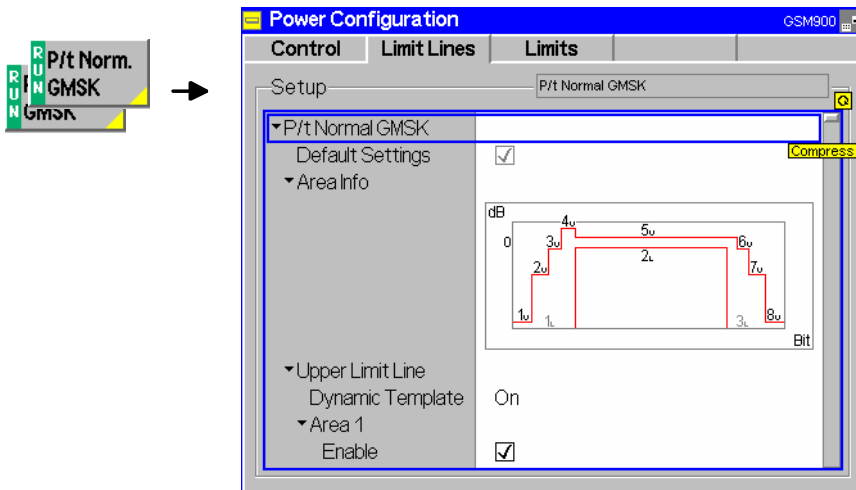 Power Configuration GSM900
Control Limit Lines Limits
RUN P/t Norm.
GMSK
RUN
GMSK
Setup P/t Normal GMSK
P/t Normal GMSK
Compress
Default Settings
Area Info
dB
0
1U 2U 3U 4U 5U 6U 7U 8U
1L 2L 3L
Bit
Upper Limit Line
Dynamic Template On
Area 1
Enable